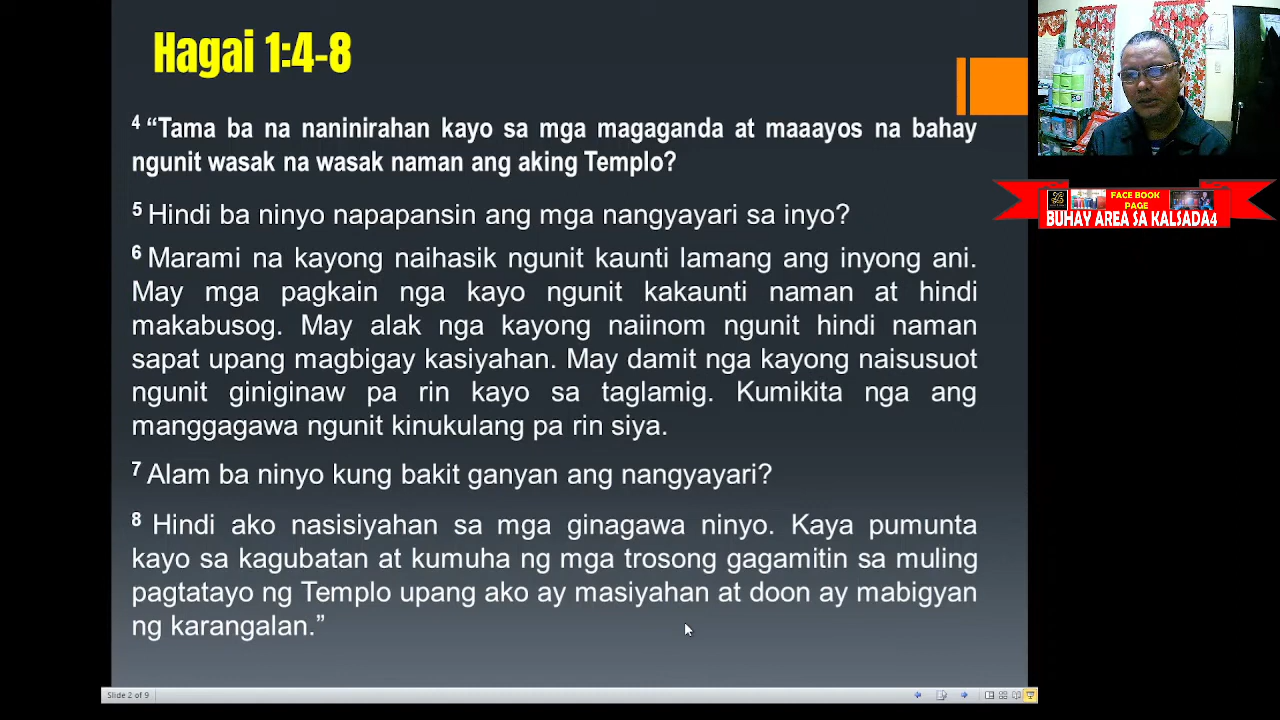 Hagai 1:4-8
4 “Tama ba na naninirahan kayo sa mga magaganda at maaayos na bahay
ngunit wasak na wasak naman ang aking Templo?
5 Hindi ba ninyo napapansin ang mga nangyayari sa inyo?
6 Marami na kayong naihasik ngunit kaunti lamang ang inyong ani.
May mga pagkain nga kayo ngunit kakaunti naman at hindi
makabusog. May alak nga kayong naiinom ngunit hindi naman
sapat upang magbigay kasiyahan. May damit nga kayong naisusuot
ngunit giniginaw pa rin kayo sa taglamig. Kumikita nga ang
manggagawa ngunit kinukulang pa rin siya.
7 Alam ba ninyo kung bakit ganyan ang nangyayari?
8 Hindi ako nasisiyahan sa mga ginagawa ninyo. Kaya pumunta
kayo sa kagubatan at kumuha ng mga trosong gagamitin sa muling
pagtatayo ng Templo upang ako ay masiyahan at doon ay mabigyan
ng karangalan.”
FACE BOOK
PAGE
BUHAY AREA SA KALSADA4
Slide 2 of 9